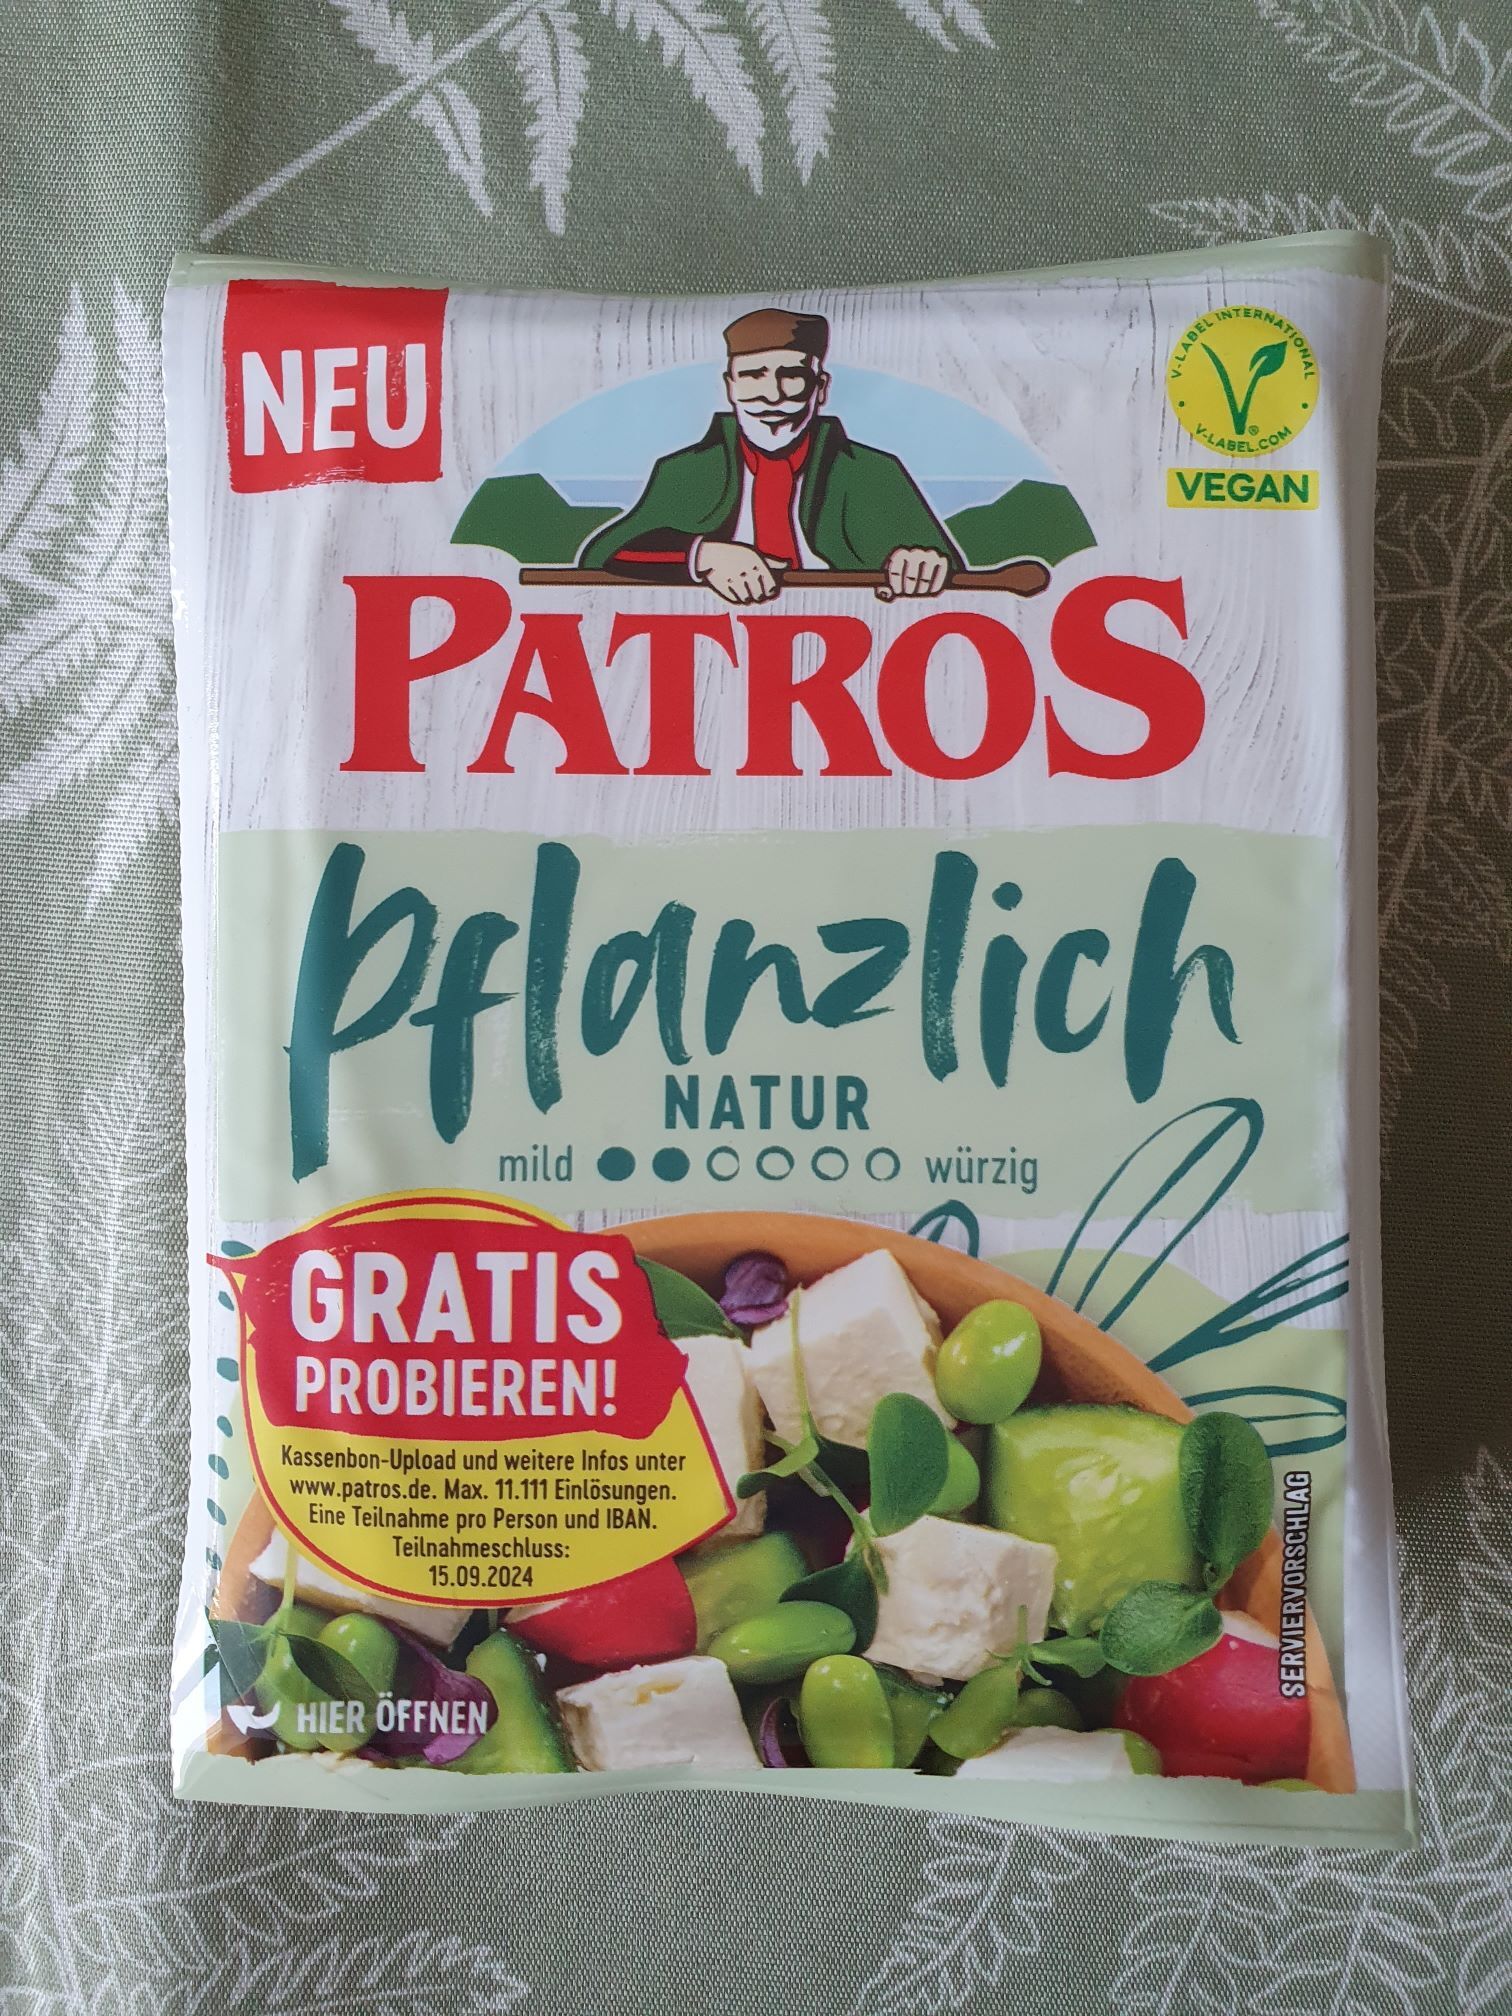 NEU
V-LABEL INTERNATIONAL
V-LABEL.COM
VEGAN
PATROS
pflanzlich
NATUR
mild würzig
GRATIS
PROBIEREN!
Kassenbon-Upload und weitere Infos unter
www.patros.de. Max. 11.111 Einlösungen.
Eine Teilnahme pro Person und IBAN.
Teilnahmeschluss:
15.09.2024
HIER ÖFFNEN
SERVIERVORSCHLAG